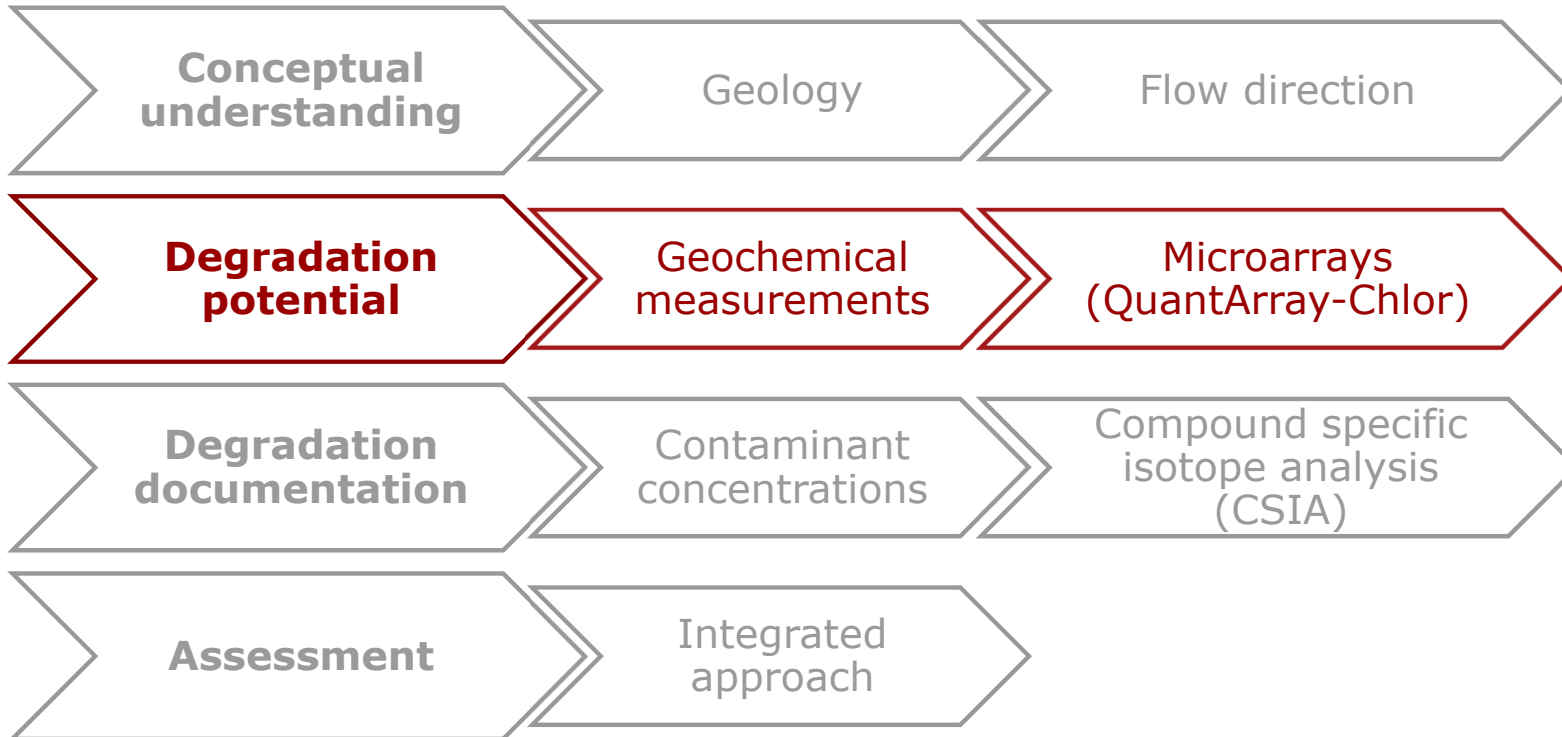 Conceptual
understanding
Geology
Flow direction
Degradation
potential
Geochemical
measurements
Microarrays
(QuantArray-Chlor)
Degradation
documentation
Contaminant
concentrations
Compound specific
isotope analysis
(CSIA)
Assessment
Integrated
approach